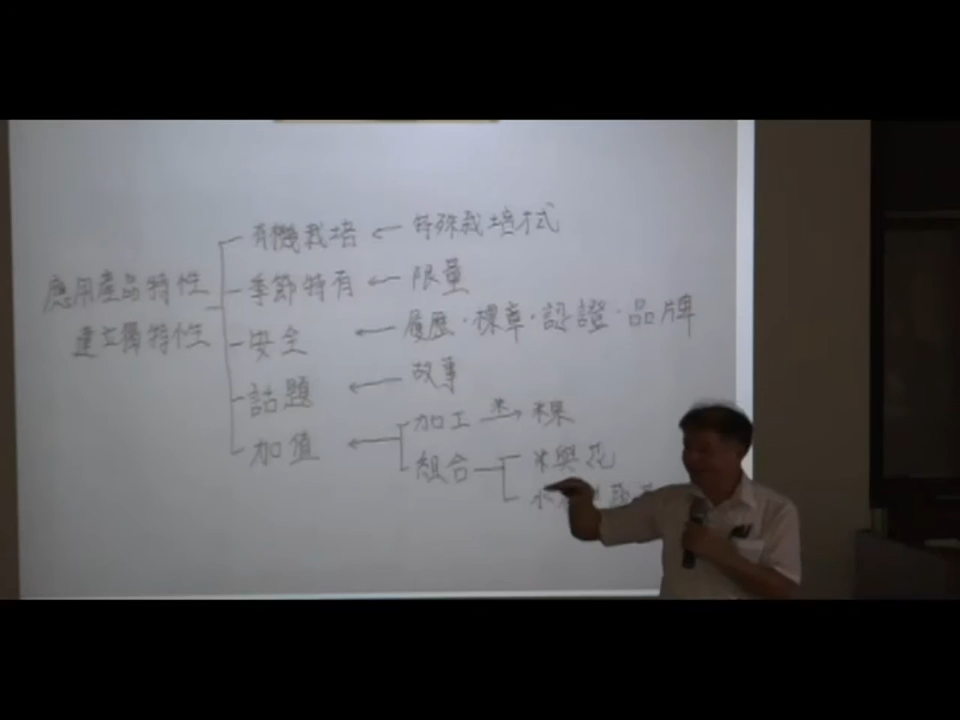 應用產品特性
建立獨特性
有機栽培 ← 特殊栽培式
季節特有 ← 限量
安全 ← 履歷·標章·認證·品牌
話題 ← 故事
加值 ←
加工 米→ 粿
組合
米與花